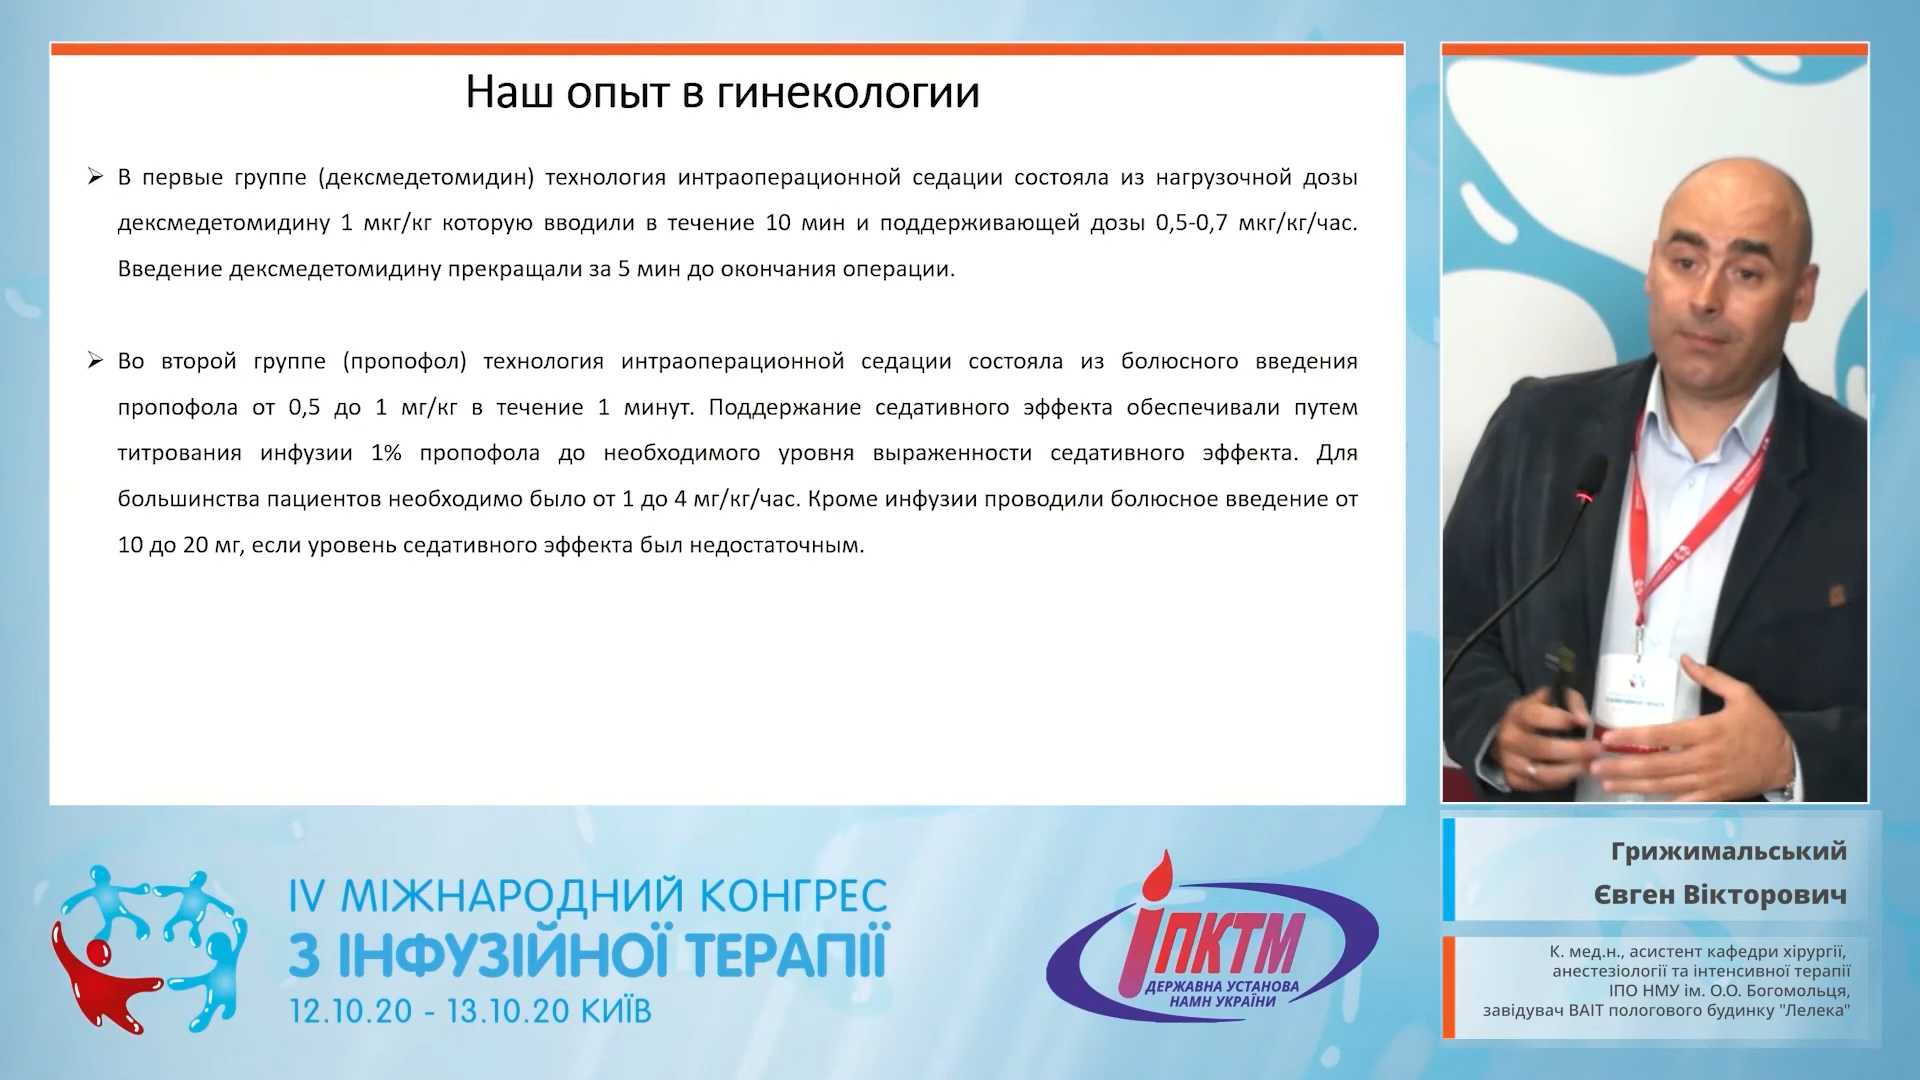 Наш опыт в гинекологии
В первые группе (дексмедетомидин) технология интраоперационной седации состояла из нагрузочной дозы
дексмедетомидину 1 мкг/кг которую вводили в течение 10 мин и поддерживающей дозы 0,5-0,7 мкг/кг/час.
Введение дексмедетомидину прекращали за 5 мин до окончания операции.
Во второй группе (пропофол) технология интраоперационной седации состояла из болюсного введения
пропофола от 0,5 до 1 мг/кг в течение 1 минут. Поддержание седативного эффекта обеспечивали путем
титрования инфузии 1% пропофола до необходимого уровня выраженности седативного эффекта. Для
большинства пациентов необходимо было от 1 до 4 мг/кг/час. Кроме инфузии проводили болюсное введение от
10 до 20 мг, если уровень седативного эффекта был недостаточным.
IV МІЖНАРОДНИЙ КОНГРЕС
З ІНФУЗІЙНОЇ ТЕРАПІЇ
12.10.20 - 13.10.20 КИЇВ
ІПКТМ
ДЕРЖАВНА УСТАНОВА
НАМН УКРАЇНИ
Грижимальський
Євген Вікторович
К. мед.н., асистент кафедри хірургії,
анестезіології та інтенсивної терапії
ІПО НМУ ім. О.О. Богомольця,
завідувач ВАІТ пологового будинку "Лелека"